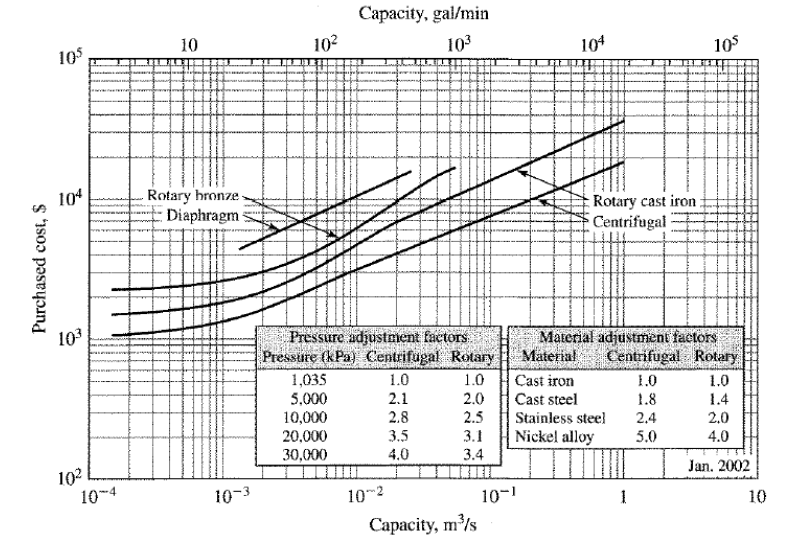 Capacity, gal/min
10 10² 10³ 10⁴ 10⁵
10⁵
10⁴
10³
10²
Purchased cost, $
Rotary bronze
Diaphragm
Rotary cast iron
Centrifugal
Pressure adjustment factors
Pressure (kPa) Centrifugal Rotary
1,035 1.0 1.0
5,000 2.1 2.0
10,000 2.8 2.5
20,000 3.5 3.1
30,000 4.0 3.4
Material adjustment factors
Material Centrifugal Rotary
Cast iron 1.0 1.0
Cast steel 1.8 1.4
Stainless steel 2.4 2.0
Nickel alloy 5.0 4.0
Jan. 2002
10⁻⁴ 10⁻³ 10⁻² 10⁻¹ 1 10
Capacity, m³/s